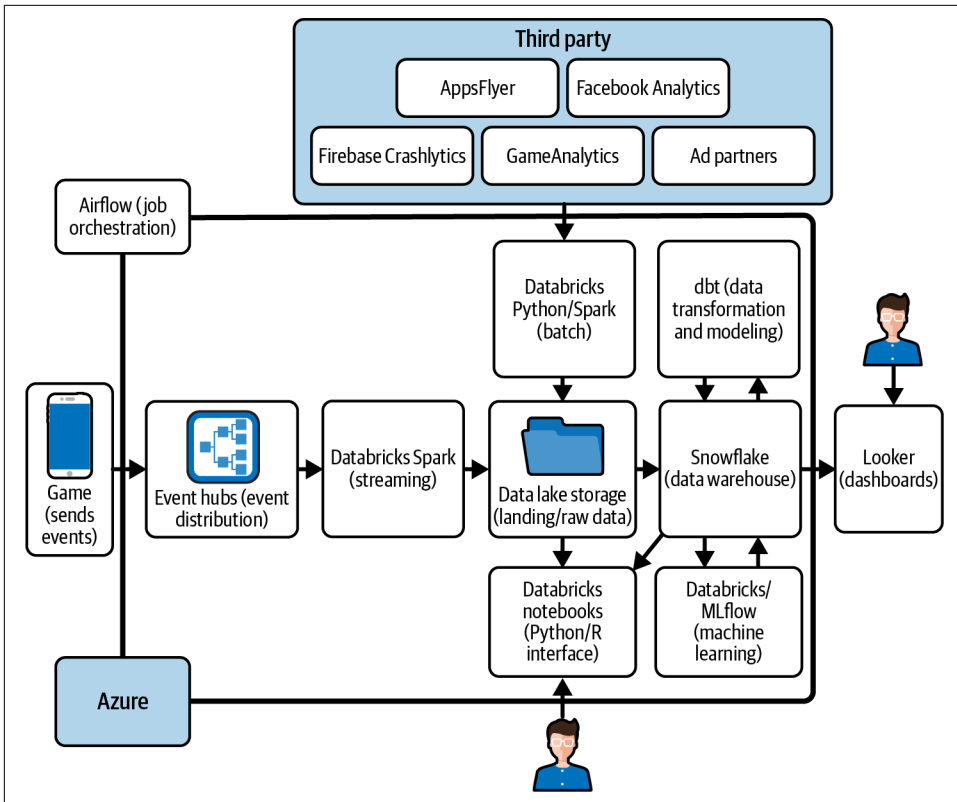 Third party
AppsFlyer
Facebook Analytics
Firebase Crashlytics
GameAnalytics
Ad partners
Airflow (job
orchestration)
Databricks
Python/Spark
(batch)
dbt (data
transformation
and modeling)
Game
(sends
events)
Event hubs (event
distribution)
Databricks Spark
(streaming)
Data lake storage
(landing/raw data)
Snowflake
(data warehouse)
Looker
(dashboards)
Databricks
notebooks
(Python/R
interface)
Databricks/
MLflow
(machine
learning)
Azure